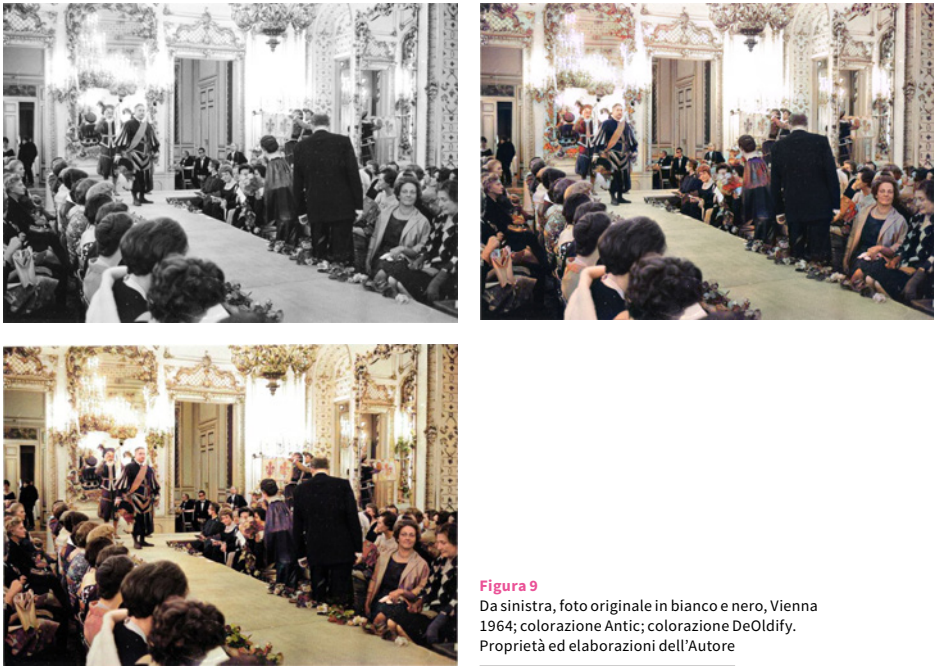 Figura 9
Da sinistra, foto originale in bianco e nero, Vienna
1964; colorazione Antic; colorazione DeOldify.
Proprietà ed elaborazioni dell’Autore